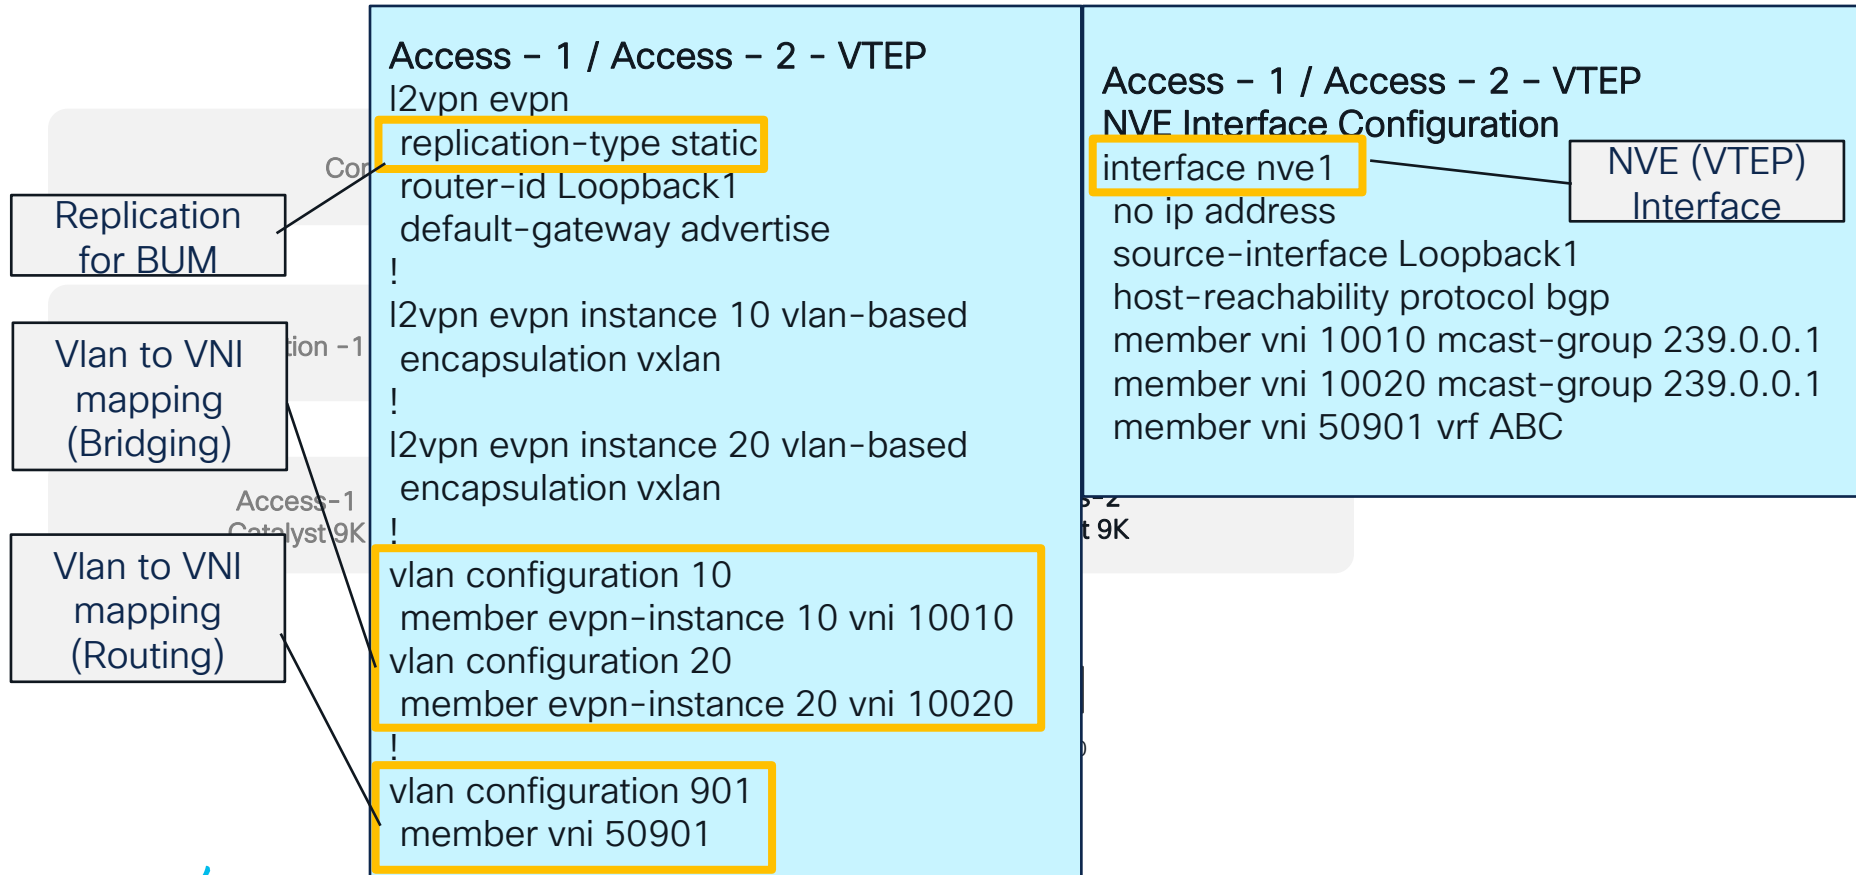 Access - 1 / Access - 2 - VTEP
l2vpn evpn
replication-type static
router-id Loopback1
default-gateway advertise
!
l2vpn evpn instance 10 vlan-based
encapsulation vxlan
!
l2vpn evpn instance 20 vlan-based
encapsulation vxlan
!
vlan configuration 10
member evpn-instance 10 vni 10010
vlan configuration 20
member evpn-instance 20 vni 10020
!
vlan configuration 901
member vni 50901
Access - 1 / Access - 2 - VTEP
NVE Interface Configuration
interface nve1
no ip address
source-interface Loopback1
host-reachability protocol bgp
member vni 10010 mcast-group 239.0.0.1
member vni 10020 mcast-group 239.0.0.1
member vni 50901 vrf ABC
NVE (VTEP)
Interface
Replication
for BUM
Vlan to VNI
mapping
(Bridging)
Vlan to VNI
mapping
(Routing)
Access-1
Catalyst 9K
9K